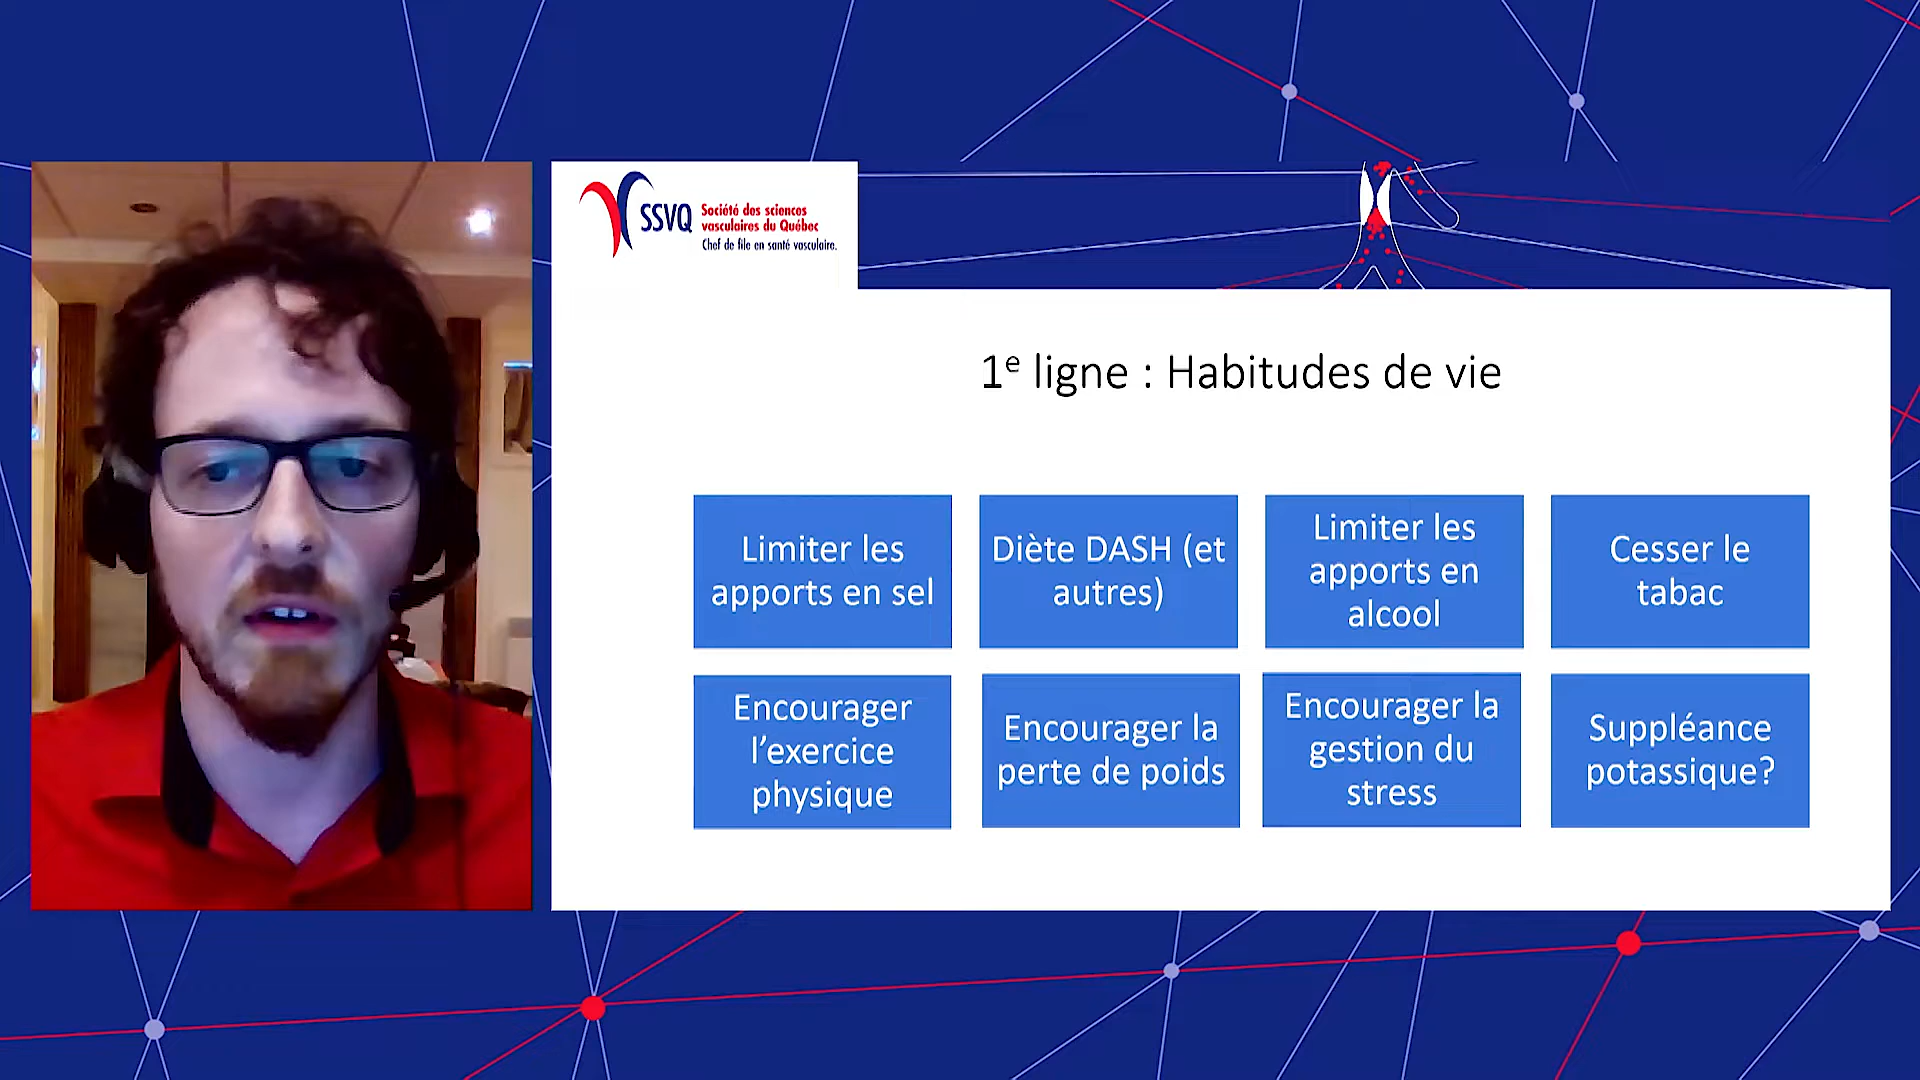 SSVQ
Société des sciences
vasculaires du Québec
Chef de file en santé vasculaire.
1e ligne : Habitudes de vie
Limiter les
apports en sel
Diète DASH (et
autres)
Limiter les
apports en
alcool
Cesser le
tabac
Encourager
l’exercice
physique
Encourager la
perte de poids
Encourager la
gestion du
stress
Suppléance
potassique?